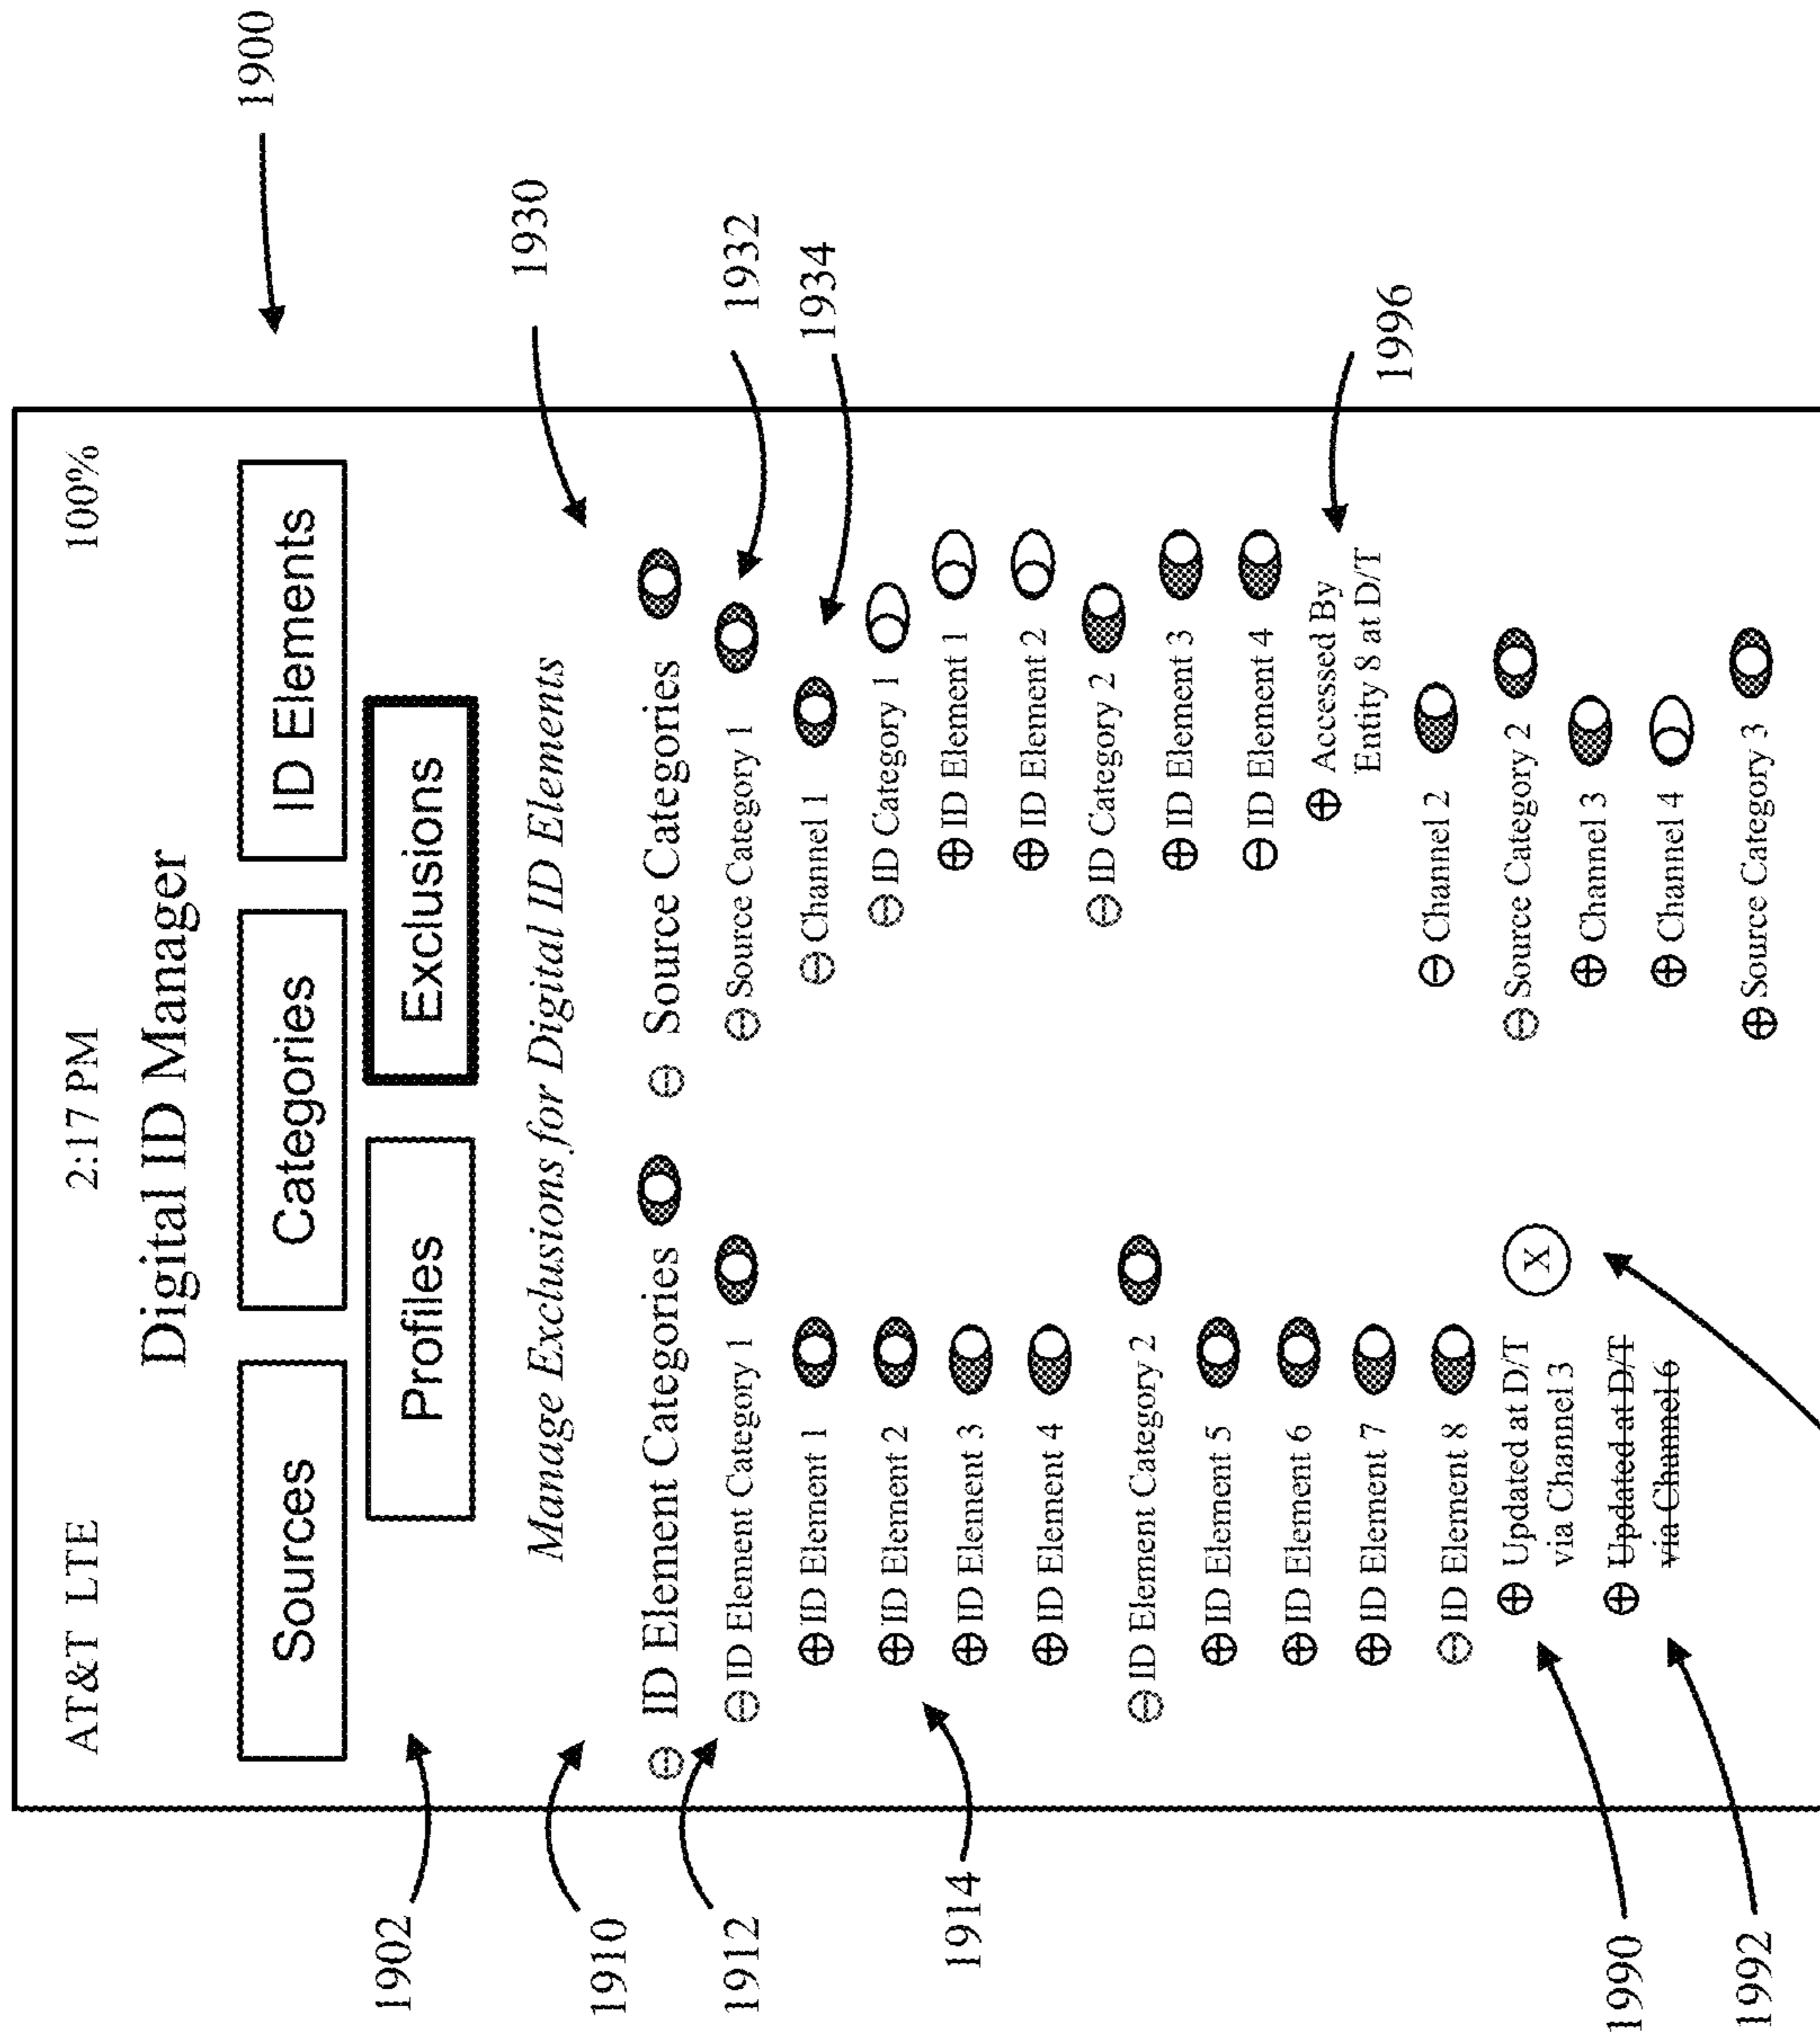 AT&T LTE 2:17 PM 100%
Digital ID Manager
Sources Categories ID Elements
Profiles Exclusions
Manage Exclusions for Digital ID Elements
ID Element Categories
ID Element Category 1
ID Element 1
ID Element 2
ID Element 3
ID Element 4
ID Element Category 2
ID Element 5
ID Element 6
ID Element 7
ID Element 8
Updated at D/T
via Channel 3
X
Updated at D/T
via Channel 6
Source Categories
Source Category 1
Channel 1
ID Category 1
ID Element 1
ID Element 2
ID Category 2
ID Element 3
ID Element 4
Accessed By
Entity 8 at D/T
Channel 2
Source Category 2
Channel 3
Channel 4
Source Category 3
1900
1930
1932
1934
1996
1902
1910
1912
1914
1990
1992